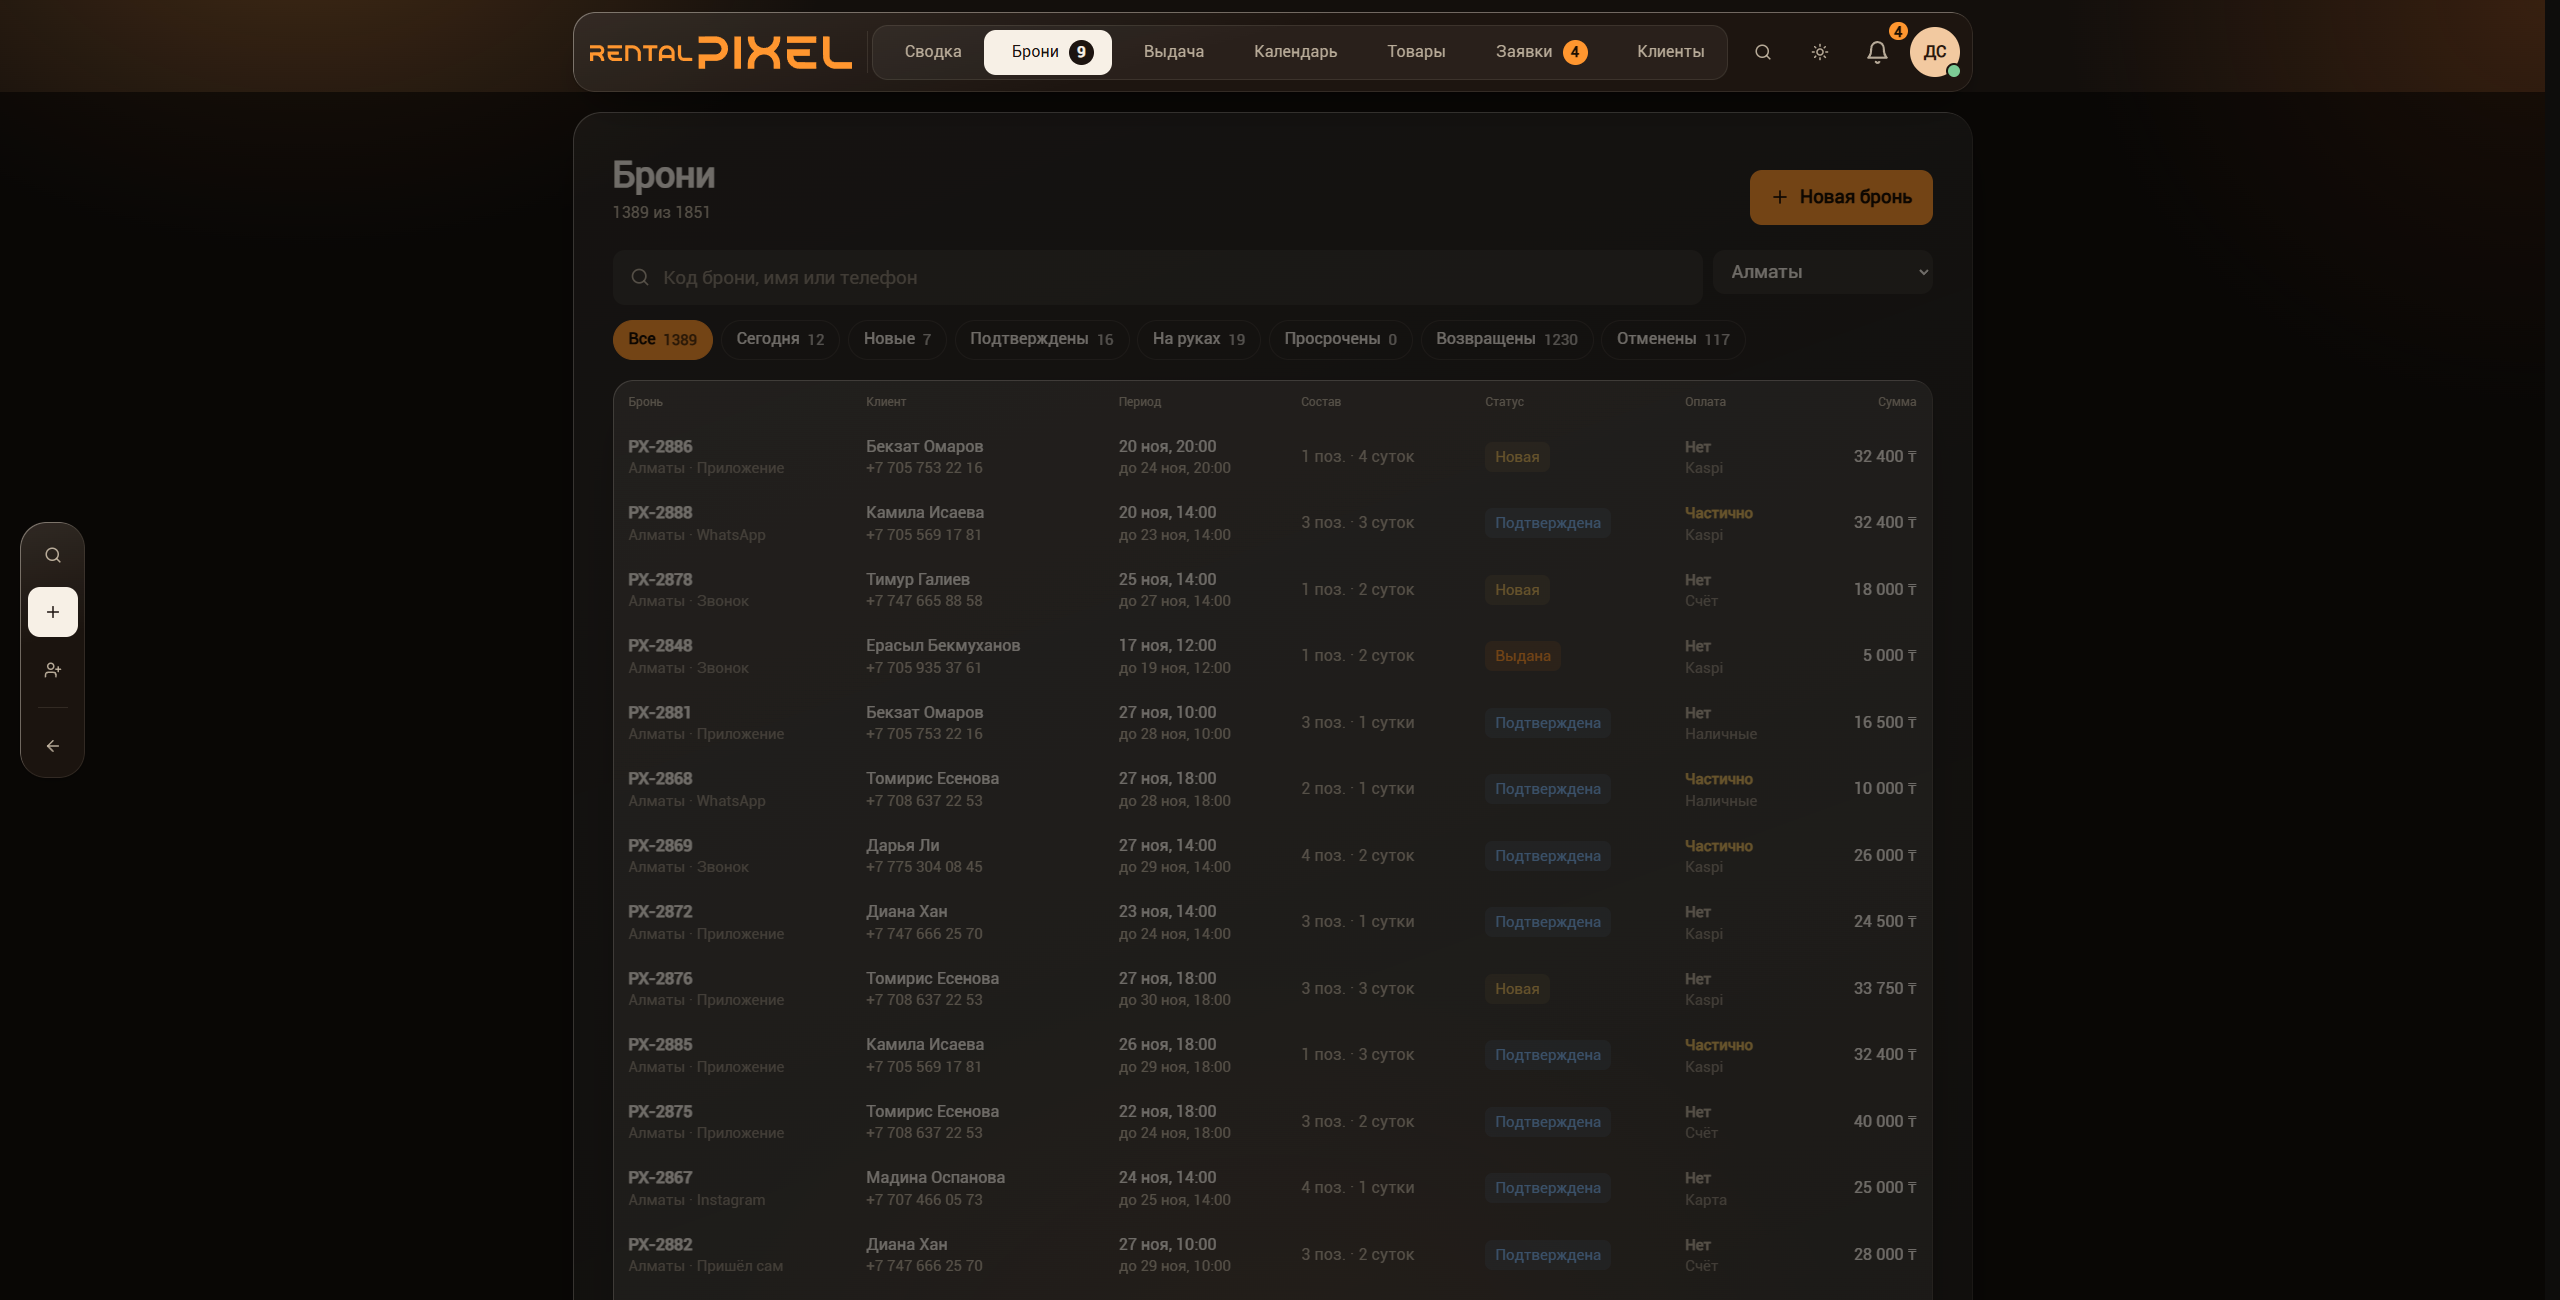 RENTAL PIXEL Сводка Брони 9 Выдача Календарь Товары Заявки 4 Клиенты 4 ДС
Брони
1389 из 1851
+ Новая бронь
Код брони, имя или телефон Алматы
Все 1389 Сегодня 12 Новые 7 Подтверждены 16 На руках 19 Просрочены 0 Возвращены 1230 Отменены 117
Бронь Клиент Период Состав Статус Оплата Сумма
PX-2886 Бекзат Омаров 20 ноя, 20:00 1 поз. · 4 суток Новая Нет 32 400 ₸
Алматы · Приложение +7 705 753 22 16 до 24 ноя, 20:00 Kaspi
PX-2888 Камила Исаева 20 ноя, 14:00 3 поз. · 3 суток Подтверждена Частично 32 400 ₸
Алматы · WhatsApp +7 705 569 17 81 до 23 ноя, 14:00 Kaspi
PX-2878 Тимур Галиев 25 ноя, 14:00 1 поз. · 2 суток Новая Нет 18 000 ₸
Алматы · Звонок +7 747 665 88 58 до 27 ноя, 14:00 Счёт
PX-2848 Ерасыл Бекмуханов 17 ноя, 12:00 1 поз. · 2 суток Выдана Нет 5 000 ₸
Алматы · Звонок +7 705 935 37 61 до 19 ноя, 12:00 Kaspi
PX-2881 Бекзат Омаров 27 ноя, 10:00 3 поз. · 1 сутки Подтверждена Нет 16 500 ₸
Алматы · Приложение +7 705 753 22 16 до 28 ноя, 10:00 Наличные
PX-2868 Томирис Есенова 27 ноя, 18:00 2 поз. · 1 сутки Подтверждена Частично 10 000 ₸
Алматы · WhatsApp +7 708 637 22 53 до 28 ноя, 18:00 Наличные
PX-2869 Дарья Ли 27 ноя, 14:00 4 поз. · 2 суток Подтверждена Частично 26 000 ₸
Алматы · Звонок +7 775 304 08 45 до 29 ноя, 14:00 Kaspi
PX-2872 Диана Хан 23 ноя, 14:00 3 поз. · 1 сутки Подтверждена Нет 24 500 ₸
Алматы · Приложение +7 747 666 25 70 до 24 ноя, 14:00 Kaspi
PX-2876 Томирис Есенова 27 ноя, 18:00 3 поз. · 3 суток Новая Нет 33 750 ₸
Алматы · Приложение +7 708 637 22 53 до 30 ноя, 18:00 Kaspi
PX-2885 Камила Исаева 26 ноя, 18:00 1 поз. · 3 суток Подтверждена Частично 32 400 ₸
Алматы · Приложение +7 705 569 17 81 до 29 ноя, 18:00 Kaspi
PX-2875 Томирис Есенова 22 ноя, 18:00 3 поз. · 2 суток Подтверждена Нет 40 000 ₸
Алматы · Приложение +7 708 637 22 53 до 24 ноя, 18:00 Счёт
PX-2867 Мадина Оспанова 24 ноя, 14:00 4 поз. · 1 сутки Подтверждена Нет 25 000 ₸
Алматы · Instagram +7 707 466 05 73 до 25 ноя, 14:00 Карта
PX-2882 Диана Хан 27 ноя, 10:00 3 поз. · 2 суток Подтверждена Нет 28 000 ₸
Алматы · Пришёл сам +7 747 666 25 70 до 29 ноя, 10:00 Счёт